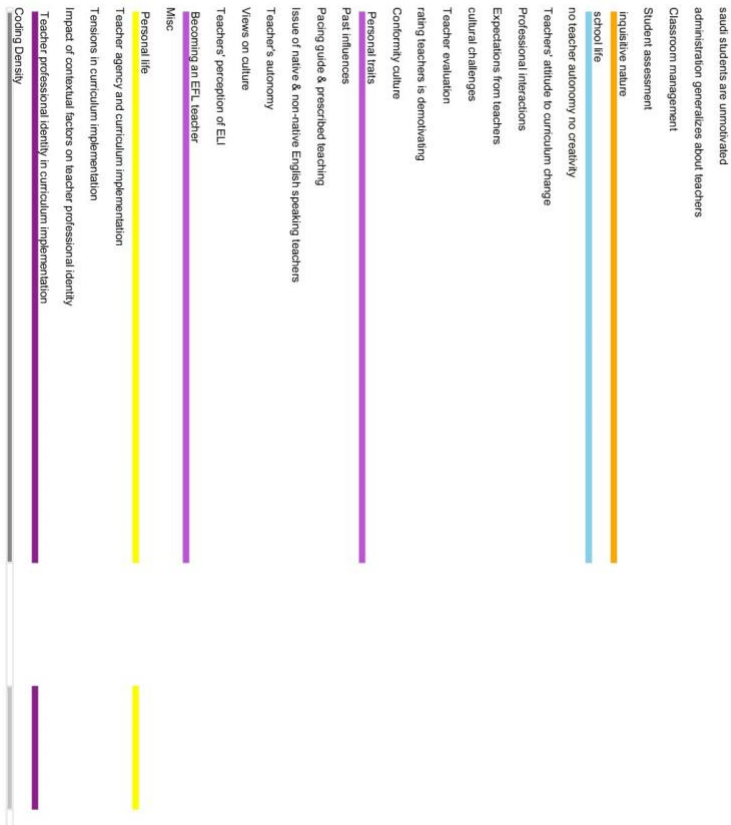 saudi students are unmotivated
administration generalizes about teachers
Classroom management
Student assessment
inquisitive nature
school life
no teacher autonomy no creativity
Teachers' attitude to curriculum change
Professional interactions
Expectations from teachers
cultural challenges
Teacher evaluation
rating teachers is demotivating
Conformity culture
Personal traits
Past influences
Pacing guide & prescribed teaching
Issue of native & non-native English speaking teachers
Teacher's autonomy
Views on culture
Teachers' perception of ELI
Becoming an EFL teacher
Misc
Personal life
Teacher agency and curriculum implementation
Tensions in curriculum implementation
Impact of contextual factors on teacher professional identity
Teacher professional identity in curriculum implementation
Coding Density